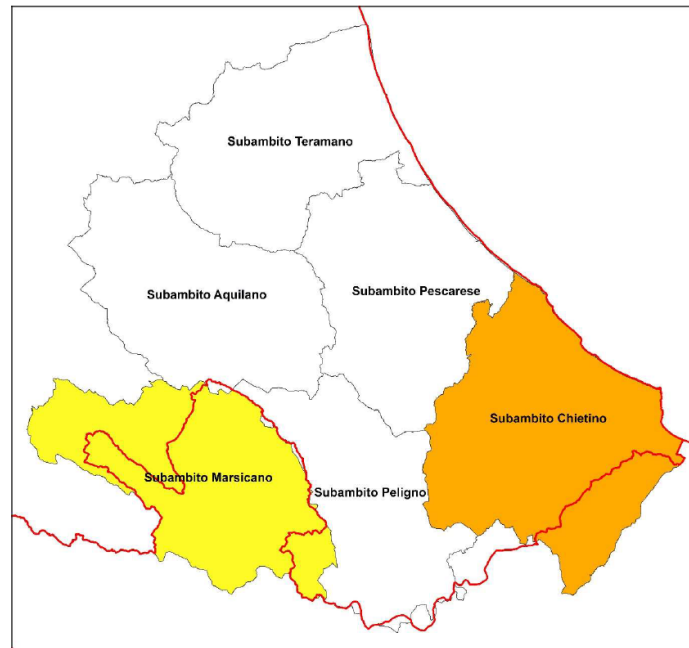 Subambito Teramano
Subambito Aquilano
Subambito Pescarese
Subambito Chietino
Subambito Marsicano
Subambito Peligno